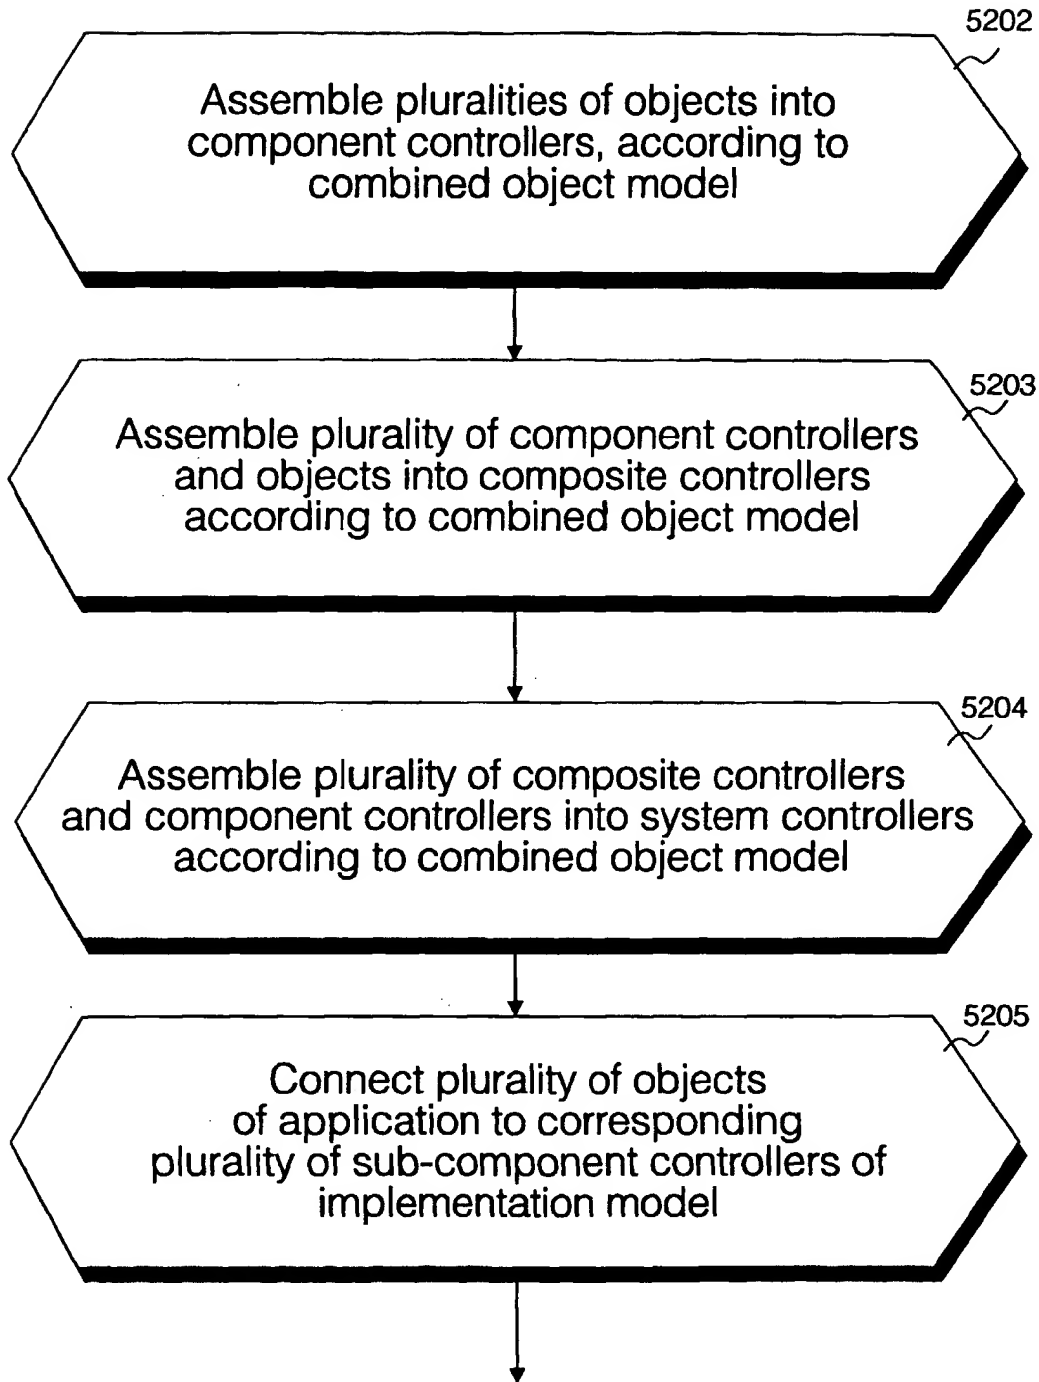 5202
Assemble pluralities of objects into
component controllers, according to
combined object model
5203
Assemble plurality of component controllers
and objects into composite controllers
according to combined object model
5204
Assemble plurality of composite controllers
and component controllers into system controllers
according to combined object model
5205
Connect plurality of objects
of application to corresponding
plurality of sub-component controllers of
implementation model